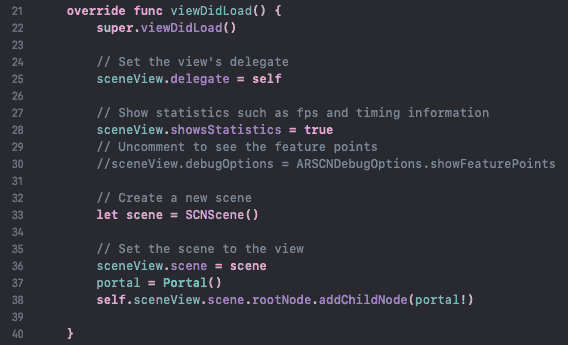 21 override func viewDidLoad() {
22 super.viewDidLoad()
23
24 // Set the view's delegate
25 sceneView.delegate = self
26
27 // Show statistics such as fps and timing information
28 sceneView.showsStatistics = true
29 // Uncomment to see the feature points
30 //sceneView.debugOptions = ARSCNDebugOptions.showFeaturePoints
31
32 // Create a new scene
33 let scene = SCNScene()
34
35 // Set the scene to the view
36 sceneView.scene = scene
37 portal = Portal()
38 self.sceneView.scene.rootNode.addChildNode(portal!)
39
40 }